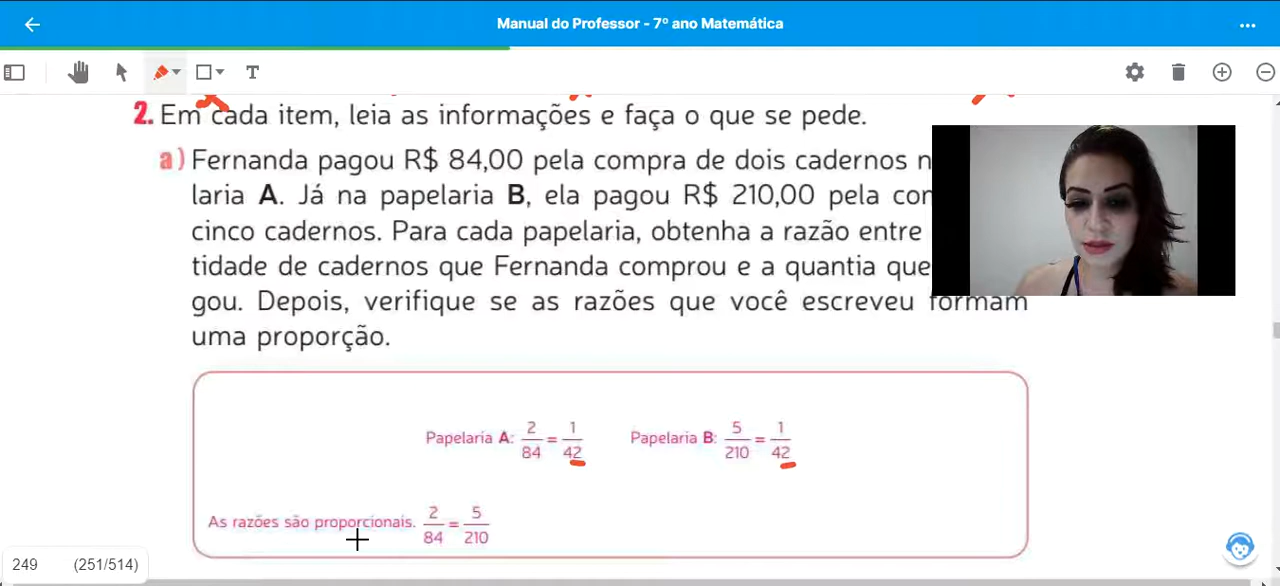 Manual do Professor - 7º ano Matemática
T
2. Em cada item, leia as informações e faça o que se pede.
a) Fernanda pagou R$ 84,00 pela compra de dois cadernos
laria A. Já na papelaria B, ela pagou R$ 210,00 pela
cinco cadernos. Para cada papelaria, obtenha a razão entre
tidade de cadernos que Fernanda comprou e a quantia que
gou. Depois, verifique se as razões que você escreveu formam
uma proporção.
Papelaria A: 2/84 = 1/42 Papelaria B: 5/210 = 1/42
As razões são proporcionais. 2/84 = 5/210
249 (251/514)